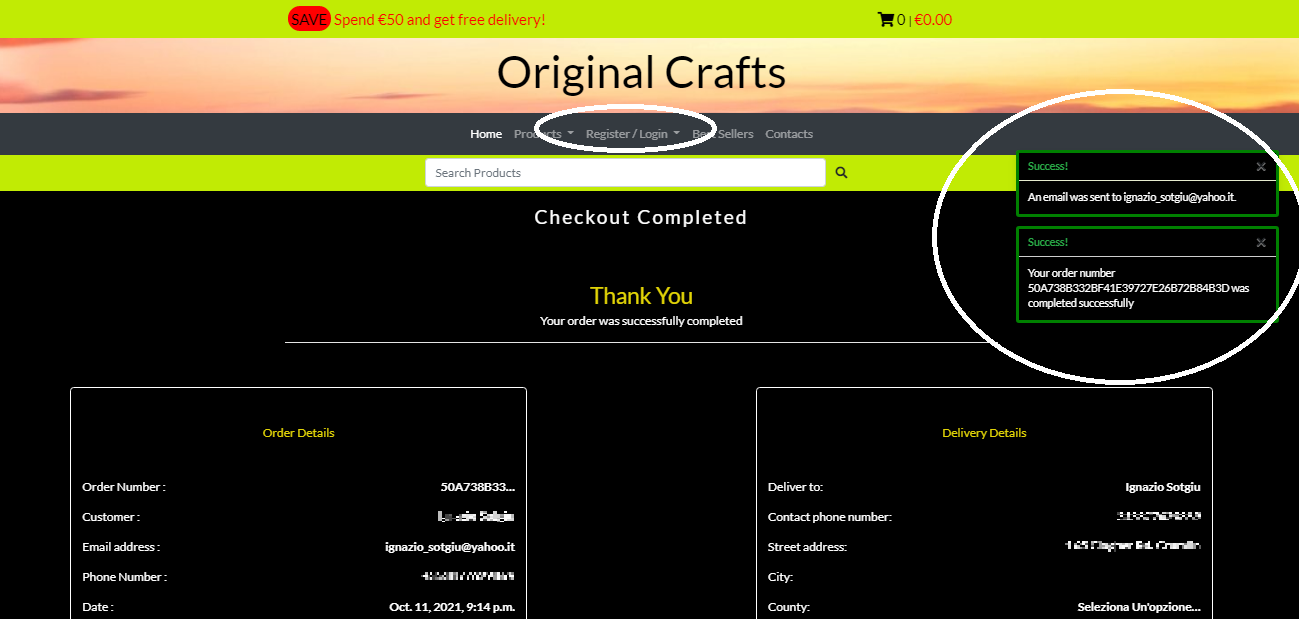 SAVE Spend €50 and get free delivery!
0 | €0.00
Original Crafts
Home Products Register / Login Best Sellers Contacts
Search Products
Success!
An email was sent to ignazio_sotgiu@yahoo.it.
Success!
Your order number
50A738B332BF41E39727E26B72B84B3D was
completed successfully
Checkout Completed
Thank You
Your order was successfully completed
Order Details
Order Number : 50A738B33...
Customer :
Email address : ignazio_sotgiu@yahoo.it
Phone Number :
Date : Oct. 11, 2021, 9:14 p.m.
Delivery Details
Deliver to: Ignazio Sotgiu
Contact phone number:
Street address:
City:
County: Seleziona Un'opzione...